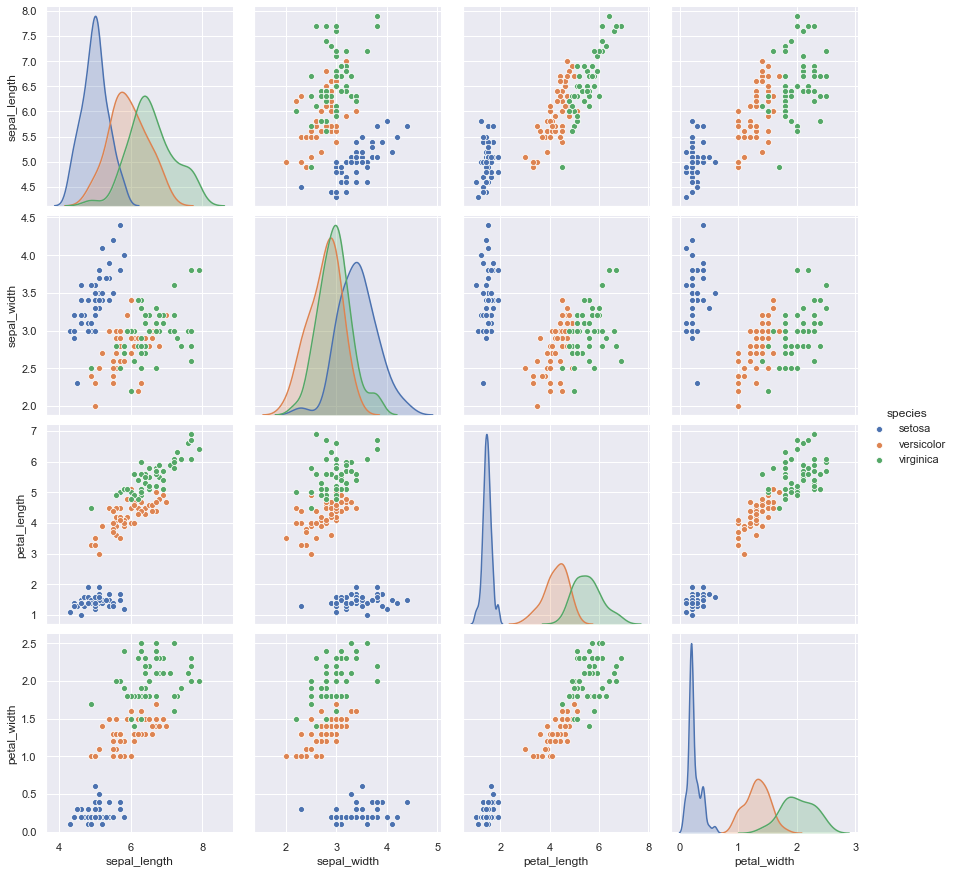 8.0
7.5
7.0
6.5
6.0
5.5
5.0
4.5
sepal_length
4.5
4.0
3.5
3.0
2.5
2.0
sepal_width
species
setosa
versicolor
virginica
7
6
5
4
3
2
1
petal_length
2.5
2.0
1.5
1.0
0.5
0.0
petal_width
4 6 8
sepal_length
2 3 4 5
sepal_width
2 4 6 8
petal_length
0 1 2 3
petal_width